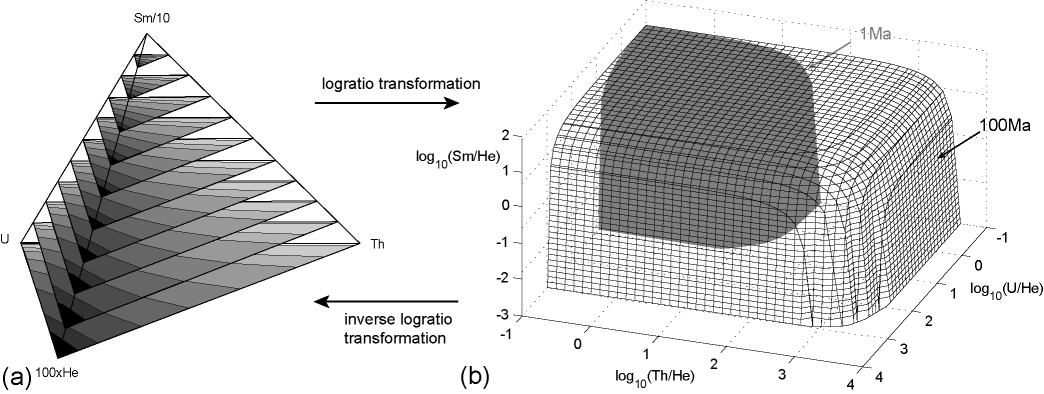 Sm/10
U
Th
100xHe
(a)
logratio transformation
inverse logratio
transformation
(b)
1Ma
100Ma
log10(Sm/He)
2
1
0
-1
-2
-3
-1
0
1
2
3
4
log10(Th/He)
4
3
2
1
0
-1
log10(U/He)